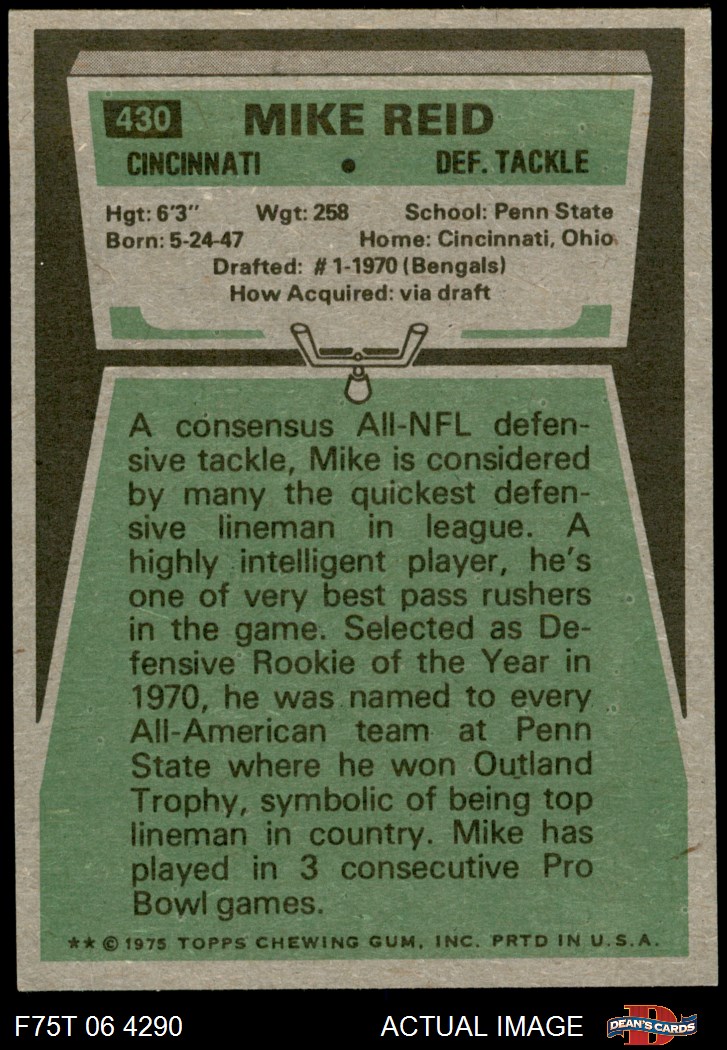 430 MIKE REID
CINCINNATI • DEF. TACKLE
Hgt: 6'3" Wgt: 258 School: Penn State
Born: 5-24-47 Home: Cincinnati, Ohio
Drafted: #1-1970 (Bengals)
How Acquired: via draft
A consensus All-NFL defen-
sive tackle, Mike is considered
by many the quickest defen-
sive lineman in league. A
highly intelligent player, he's
one of very best pass rushers
in the game. Selected as De-
fensive Rookie of the Year in
1970, he was named to every
All-American team at Penn
State where he won Outland
Trophy, symbolic of being top
lineman in country. Mike has
played in 3 consecutive Pro
Bowl games.
** © 1975 TOPPS CHEWING GUM, INC. PRTD IN U.S.A.
F75T 06 4290 ACTUAL IMAGE D DEAN'S CARDS